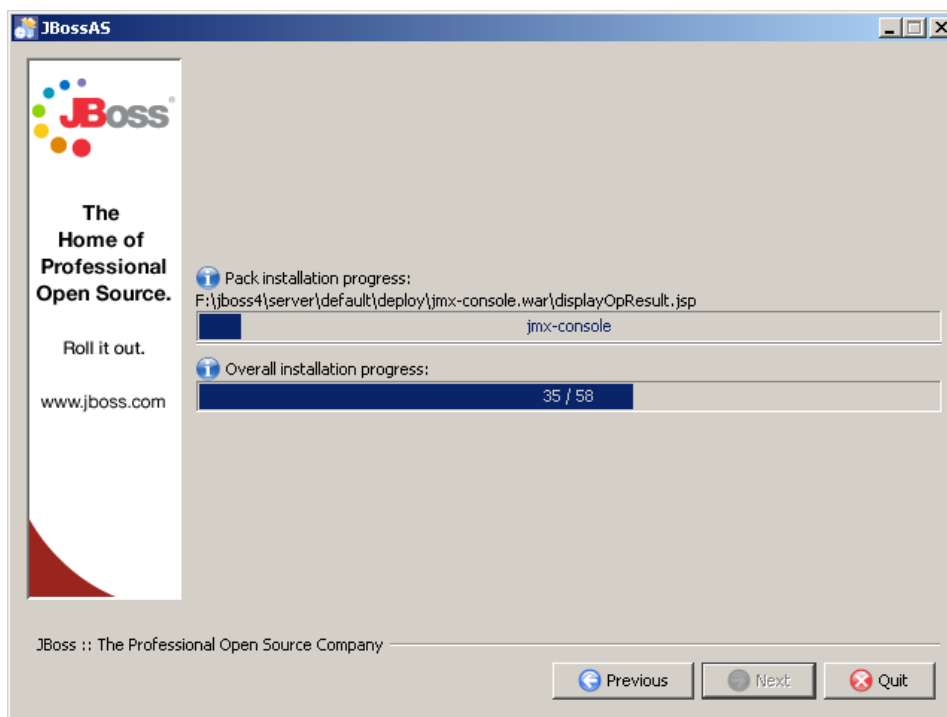 JBossAS
JBoss®
The
Home of
Professional
Open Source.
Roll it out.
www.jboss.com
Pack installation progress:
F:\jboss4\server\default\deploy\jmx-console.war\displayOpResult.jsp
jmx-console
Overall installation progress:
35 / 58
JBoss :: The Professional Open Source Company
Previous
Next
Quit